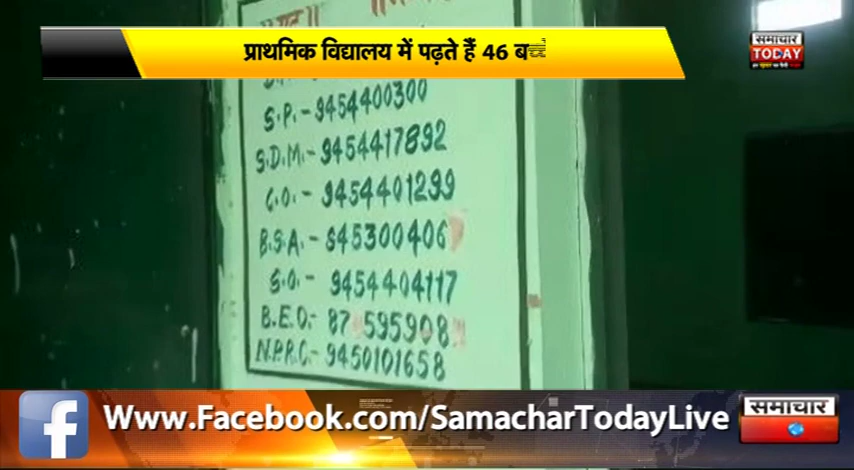 समाचार
TODAY
प्राथमिक विद्यालय में पढ़ते हैं 46
S.P. - 9454400300
S.D.M. - 9454417892
C.O. - 9454401299
B.S.A. - 945300406
S.O. - 9454404117
B.E.O. - 87 595908
N.P.R.C. - 9450101658
Www.Facebook.com/SamacharTodayLive
समाचार